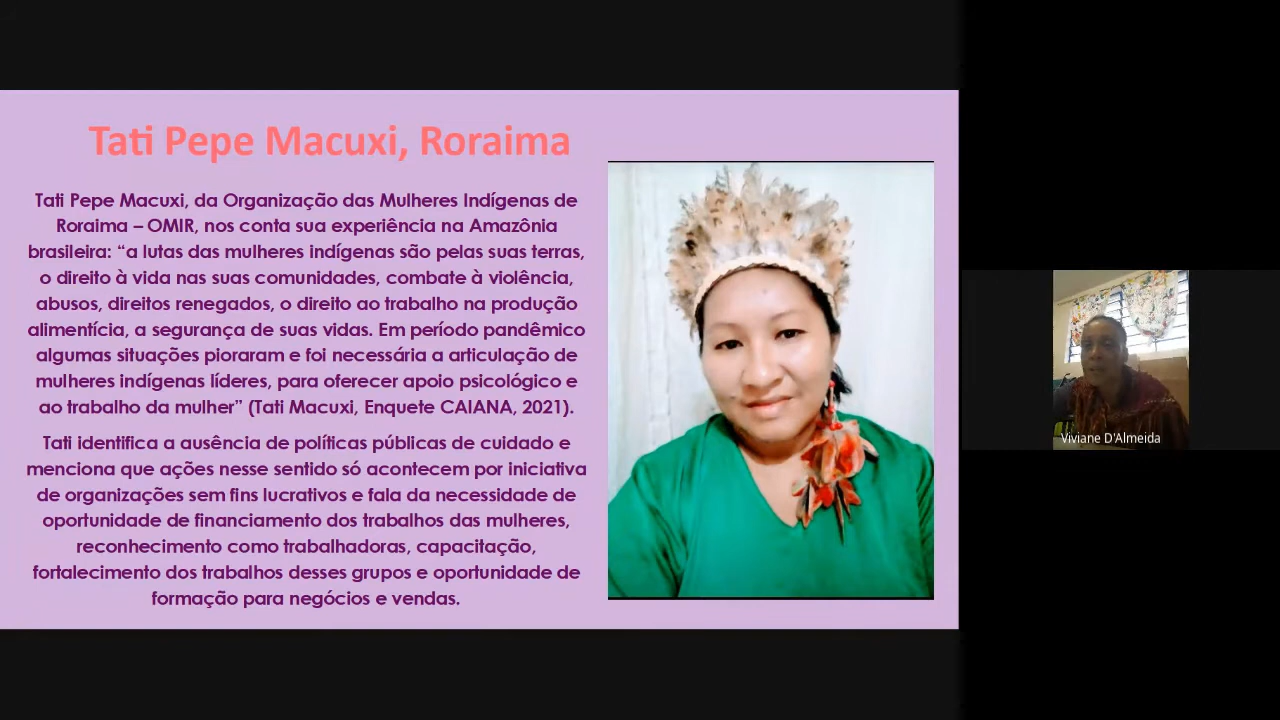 Tati Pepe Macuxi, Roraima
Tati Pepe Macuxi, da Organização das Mulheres Indígenas de
Roraima – OMIR, nos conta sua experiência na Amazônia
brasileira: “a lutas das mulheres indígenas são pelas suas terras,
o direito à vida nas suas comunidades, combate à violência,
abusos, direitos renegados, o direito ao trabalho na produção
alimentícia, a segurança de suas vidas. Em período pandêmico
algumas situações pioraram e foi necessária a articulação de
mulheres indígenas líderes, para oferecer apoio psicológico e
ao trabalho da mulher” (Tati Macuxi, Enquete CAIANA, 2021).
Tati identifica a ausência de políticas públicas de cuidado e
menciona que ações nesse sentido só acontecem por iniciativa
de organizações sem fins lucrativos e fala da necessidade de
oportunidade de financiamento dos trabalhos das mulheres,
reconhecimento como trabalhadoras, capacitação,
fortalecimento dos trabalhos desses grupos e oportunidade de
formação para negócios e vendas.
Viviane D'Almeida